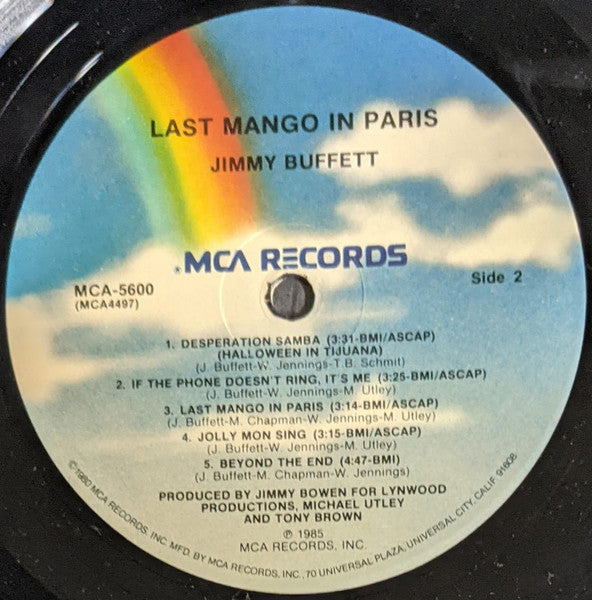 LAST MANGO IN PARIS
JIMMY BUFFETT
MCA RECORDS
MCA-5600
(MCA4497)
Side 2
1. DESPERATION SAMBA (3:31-BMI/ASCAP)
(HALLOWEEN IN TIJUANA)
(J. Buffett-W. Jennings-T.B. Schmit)
2. IF THE PHONE DOESN'T RING, IT'S ME (3:25-BMI/ASCAP)
(J. Buffett-W. Jennings-M. Utley)
3. LAST MANGO IN PARIS (3:14-BMI/ASCAP)
(J. Buffett-M. Chapman-W. Jennings-M. Utley)
4. JOLLY MON SING (3:15-BMI/ASCAP)
(J. Buffett-W. Jennings-M. Utley)
5. BEYOND THE END (4:47-BMI)
(J. Buffett-M. Chapman-W. Jennings)
PRODUCED BY JIMMY BOWEN FOR LYNWOOD
PRODUCTIONS, MICHAEL UTLEY
AND TONY BROWN
℗ 1985
MCA RECORDS, INC.
©1980 MCA RECORDS, INC. MFD. BY MCA RECORDS, INC., 70 UNIVERSAL PLAZA, UNIVERSAL CITY, CALIF. 91608